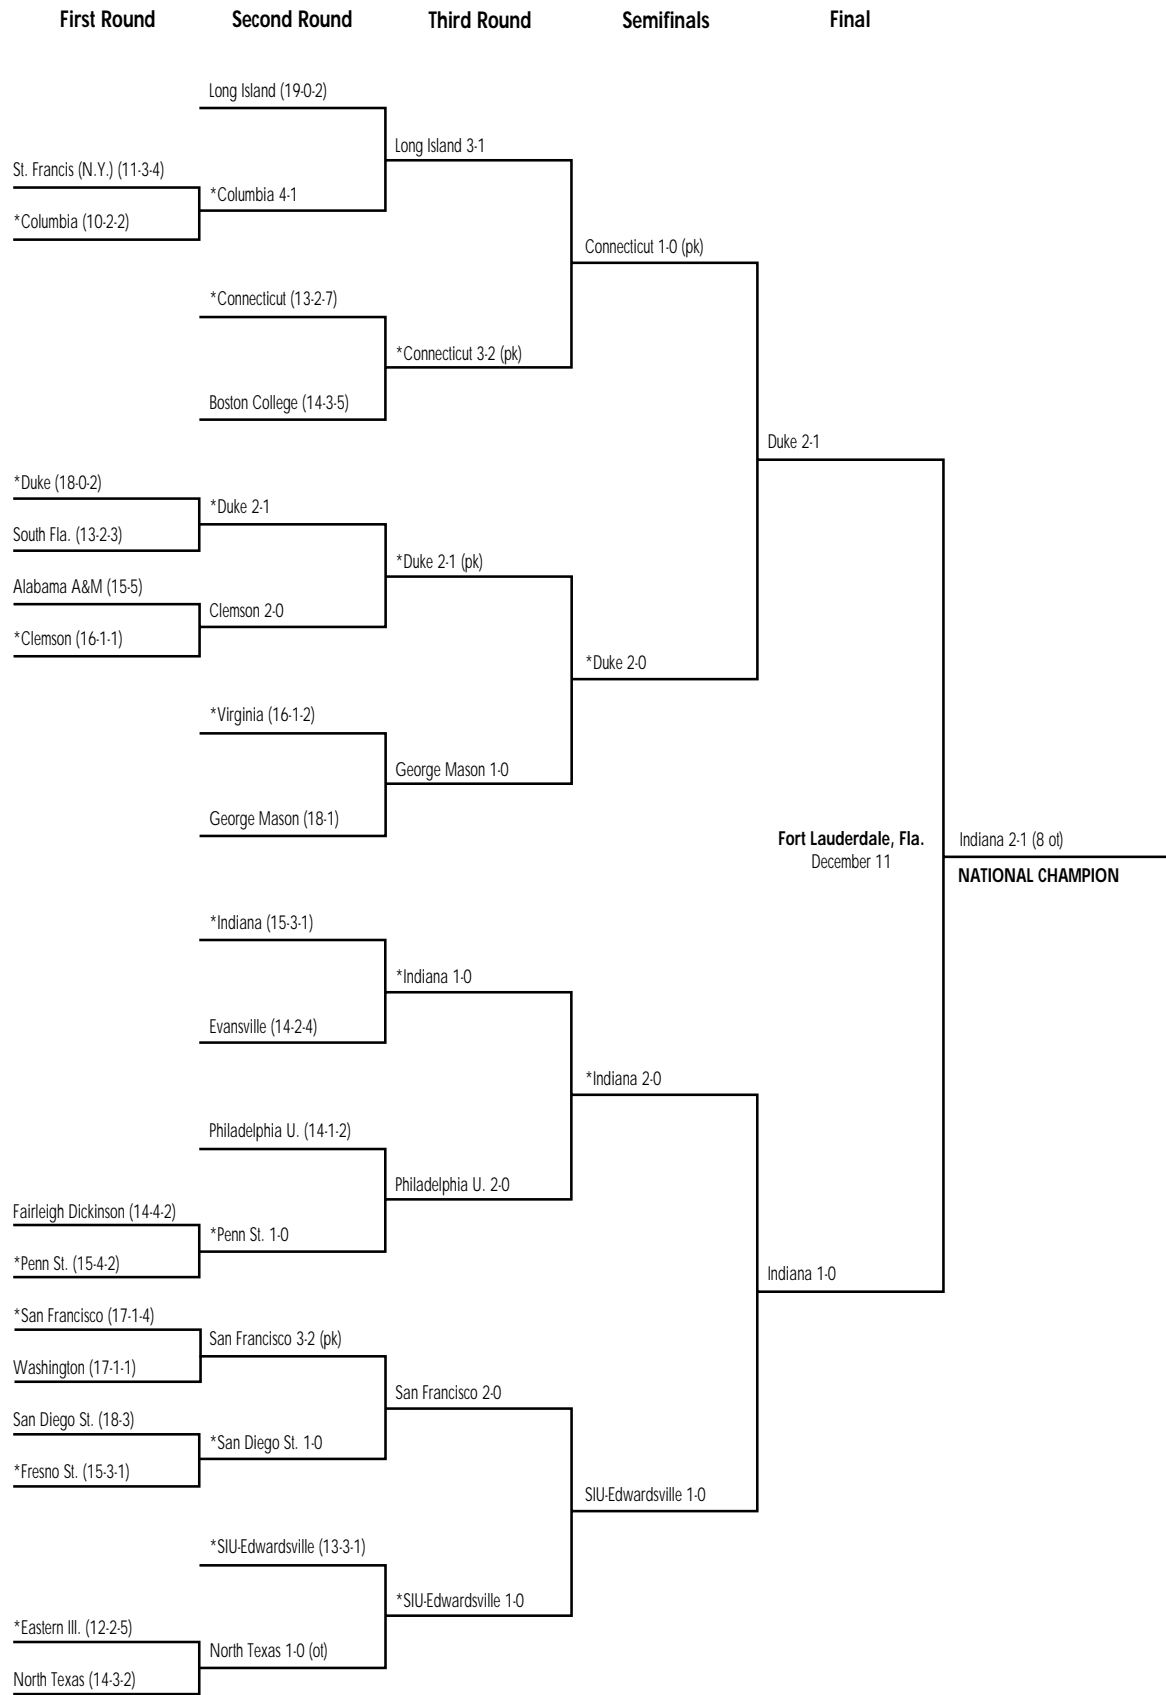 First Round
Second Round
Third Round
Semifinals
Final
Long Island (19-0-2)
Long Island 3-1
St. Francis (N.Y.) (11-3-4)
*Columbia 4-1
*Columbia (10-2-2)
Connecticut 1-0 (pk)
*Connecticut (13-2-7)
*Connecticut 3-2 (pk)
Boston College (14-3-5)
Duke 2-1
*Duke (18-0-2)
*Duke 2-1
South Fla. (13-2-3)
*Duke 2-1 (pk)
Alabama A&M (15-5)
Clemson 2-0
*Clemson (16-1-1)
*Duke 2-0
*Virginia (16-1-2)
George Mason 1-0
George Mason (18-1)
Fort Lauderdale, Fla.
December 11
Indiana 2-1 (8 ot)
NATIONAL CHAMPION
*Indiana (15-3-1)
*Indiana 1-0
Evansville (14-2-4)
*Indiana 2-0
Philadelphia U. (14-1-2)
Philadelphia U. 2-0
Fairleigh Dickinson (14-4-2)
*Penn St. 1-0
*Penn St. (15-4-2)
Indiana 1-0
*San Francisco (17-1-4)
San Francisco 3-2 (pk)
Washington (17-1-1)
San Francisco 2-0
San Diego St. (18-3)
*San Diego St. 1-0
*Fresno St. (15-3-1)
SIU-Edwardsville 1-0
*SIU-Edwardsville (13-3-1)
*SIU-Edwardsville 1-0
*Eastern Ill. (12-2-5)
North Texas 1-0 (ot)
North Texas (14-3-2)